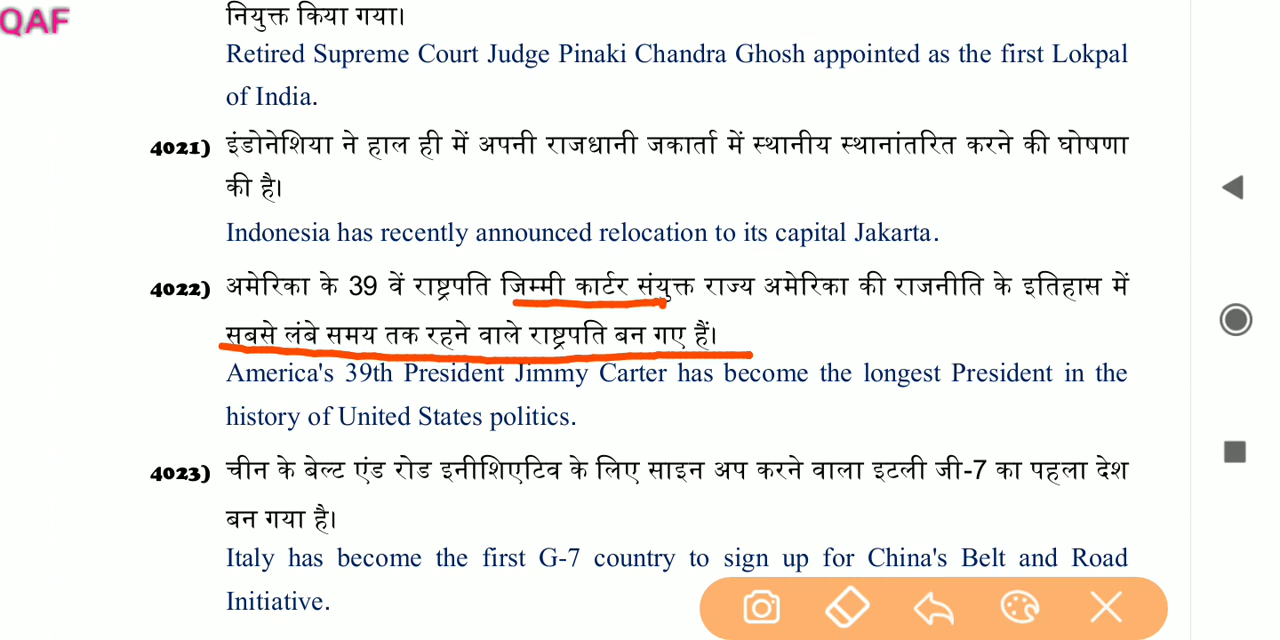 QAF
नियुक्त किया गया।
Retired Supreme Court Judge Pinaki Chandra Ghosh appointed as the first Lokpal
of India.
4021) इंडोनेशिया ने हाल ही में अपनी राजधानी जकार्ता में स्थानीय स्थानांतरित करने की घोषणा
की है।
Indonesia has recently announced relocation to its capital Jakarta.
4022) अमेरिका के 39 वें राष्ट्रपति जिम्मी कार्टर संयुक्त राज्य अमेरिका की राजनीति के इतिहास में
सबसे लंबे समय तक रहने वाले राष्ट्रपति बन गए हैं।
America's 39th President Jimmy Carter has become the longest President in the
history of United States politics.
4023) चीन के बेल्ट एंड रोड इनीशिएटिव के लिए साइन अप करने वाला इटली जी-7 का पहला देश
बन गया है।
Italy has become the first G-7 country to sign up for China's Belt and Road
Initiative.